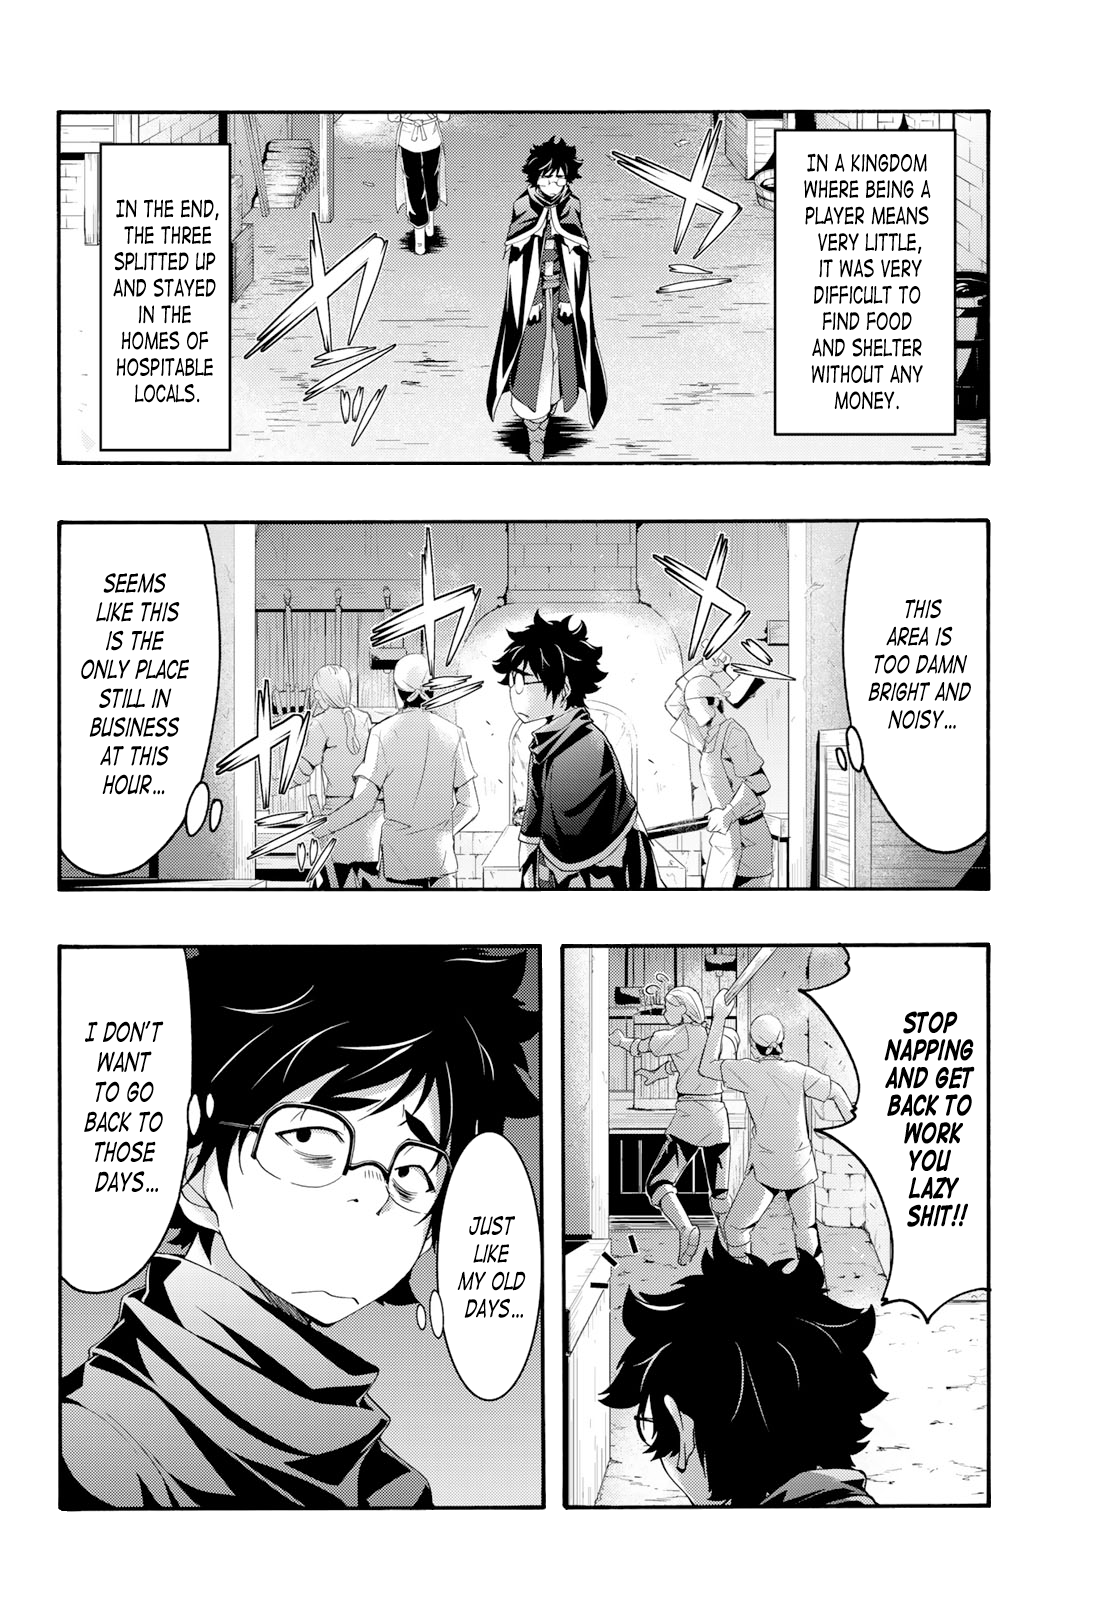 IN A KINGDOM
WHERE BEING A
PLAYER MEANS
VERY LITTLE,
IT WAS VERY
DIFFICULT TO
FIND FOOD
AND SHELTER
WITHOUT ANY
MONEY.
IN THE END,
THE THREE
SPLITTED UP
AND STAYED
IN THE
HOMES OF
HOSPITABLE
LOCALS.
THIS
AREA IS
TOO DAMN
BRIGHT AND
NOISY...
SEEMS
LIKE THIS
IS THE
ONLY PLACE
STILL IN
BUSINESS
AT THIS
HOUR...
STOP
NAPPING
AND GET
BACK TO
WORK
YOU
LAZY
SHIT!!
JUST
LIKE
MY OLD
DAYS...
I DON'T
WANT
TO GO
BACK TO
THOSE
DAYS...